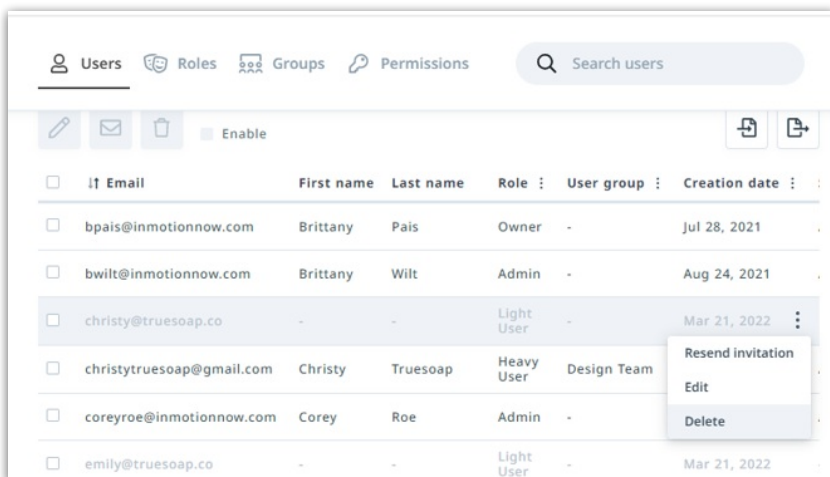 Users Roles Groups Permissions Search users
Enable
Email First name Last name Role User group Creation date
bpais@inmotionnow.com Brittany Pais Owner - Jul 28, 2021
bwilt@inmotionnow.com Brittany Wilt Admin - Aug 24, 2021
christy@truesoap.co - - Light User - Mar 21, 2022
Resend invitation
christytruesoap@gmail.com Christy Truesoap Heavy User Design Team
Edit
coreyroe@inmotionnow.com Corey Roe Admin -
Delete
emily@truesoap.co - - Light User - Mar 21, 2022